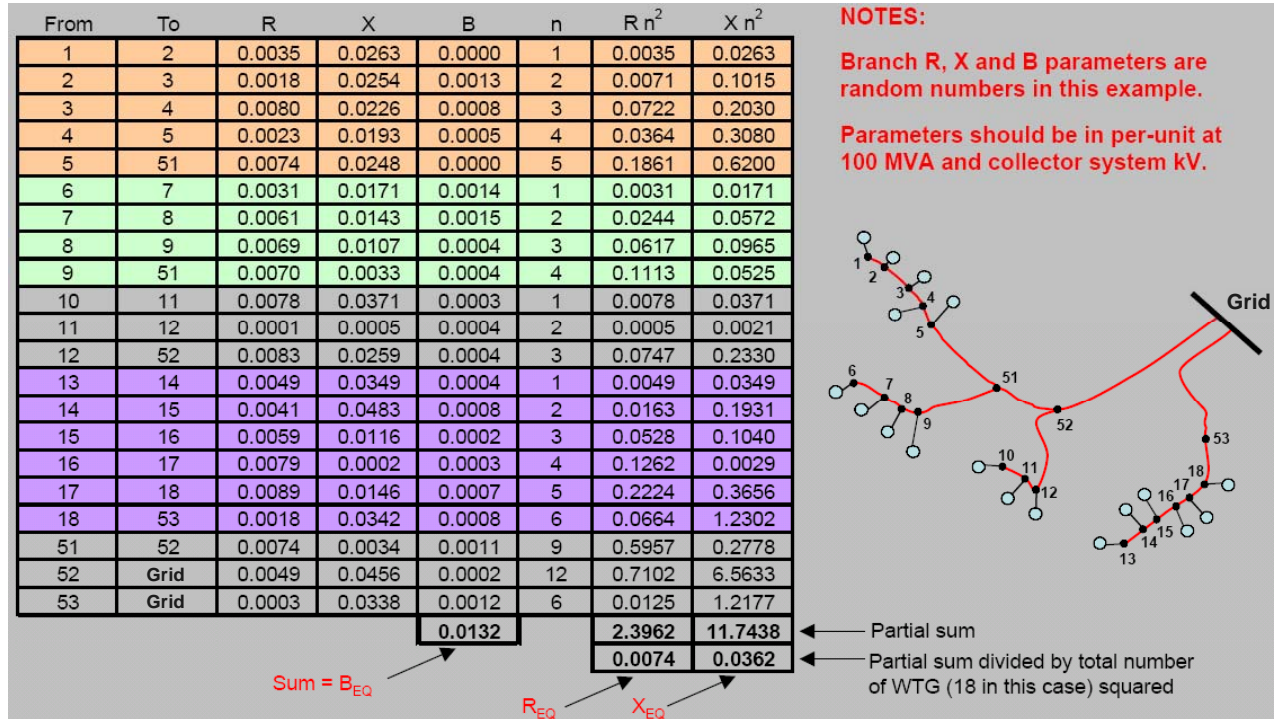 From To R X B n R n² X n²
1 2 0.0035 0.0263 0.0000 1 0.0035 0.0263
2 3 0.0018 0.0254 0.0013 2 0.0071 0.1015
3 4 0.0080 0.0226 0.0008 3 0.0722 0.2030
4 5 0.0023 0.0193 0.0005 4 0.0364 0.3080
5 51 0.0074 0.0248 0.0000 5 0.1861 0.6200
6 7 0.0031 0.0171 0.0014 1 0.0031 0.0171
7 8 0.0061 0.0143 0.0015 2 0.0244 0.0572
8 9 0.0069 0.0107 0.0004 3 0.0617 0.0965
9 51 0.0070 0.0033 0.0004 4 0.1113 0.0525
10 11 0.0078 0.0371 0.0003 1 0.0078 0.0371
11 12 0.0001 0.0005 0.0004 2 0.0005 0.0021
12 52 0.0083 0.0259 0.0004 3 0.0747 0.2330
13 14 0.0049 0.0349 0.0004 1 0.0049 0.0349
14 15 0.0041 0.0483 0.0008 2 0.0163 0.1931
15 16 0.0059 0.0116 0.0002 3 0.0528 0.1040
16 17 0.0079 0.0002 0.0003 4 0.1262 0.0029
17 18 0.0089 0.0146 0.0007 5 0.2224 0.3656
18 53 0.0018 0.0342 0.0008 6 0.0664 1.2302
51 52 0.0074 0.0034 0.0011 9 0.5957 0.2778
52 Grid 0.0049 0.0456 0.0002 12 0.7102 6.5633
53 Grid 0.0003 0.0338 0.0012 6 0.0125 1.2177
0.0132 2.3962 11.7438
0.0074 0.0362
Sum = B_EQ
R_EQ X_EQ
Partial sum
Partial sum divided by total number
of WTG (18 in this case) squared
NOTES:
Branch R, X and B parameters are
random numbers in this example.
Parameters should be in per-unit at
100 MVA and collector system kV.
1
2
3
4
5
Grid
6
7
8
9
51
52
53
10
11
12
18
17
16
15
14
13